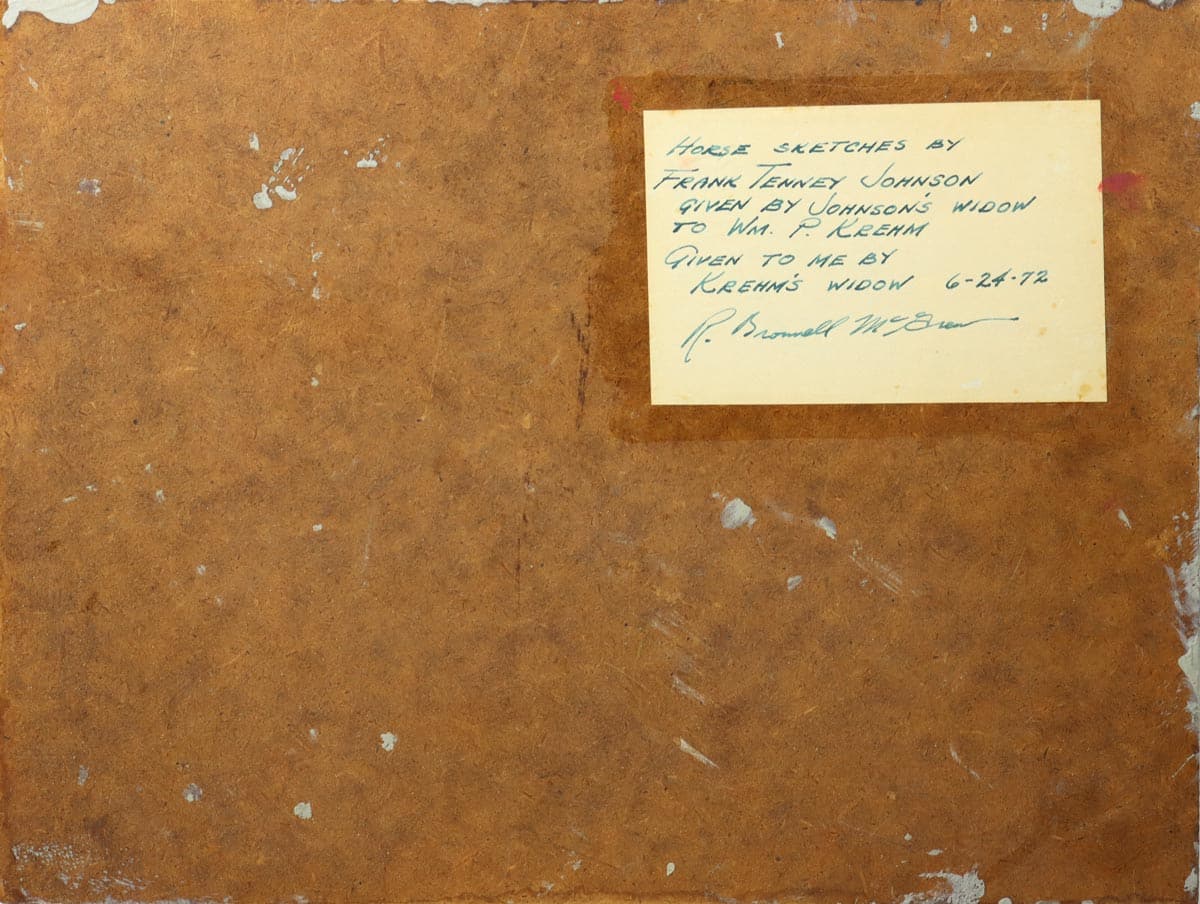 HORSE SKETCHES BY
FRANK TENNEY JOHNSON
GIVEN BY JOHNSON'S WIDOW
TO WM. P. KREHM
GIVEN TO ME BY
KREHM'S WIDOW 6-24-72
R. Brownell McGrew